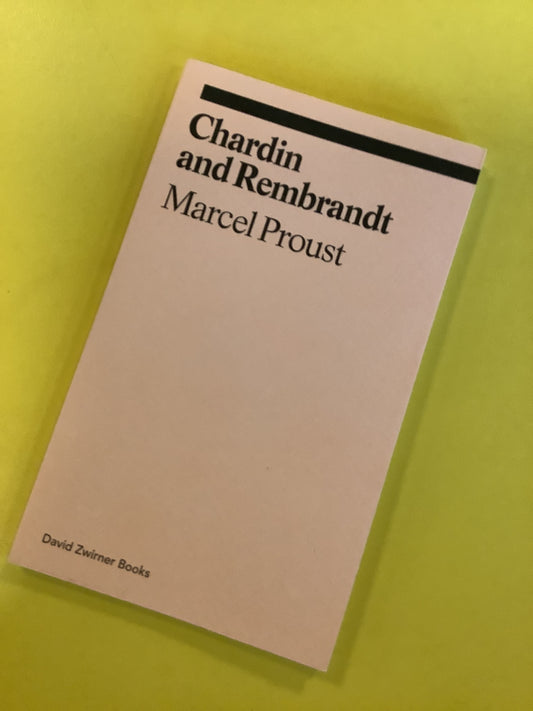 Chardin
and Rembrandt
Marcel Proust
David Zwirner Books